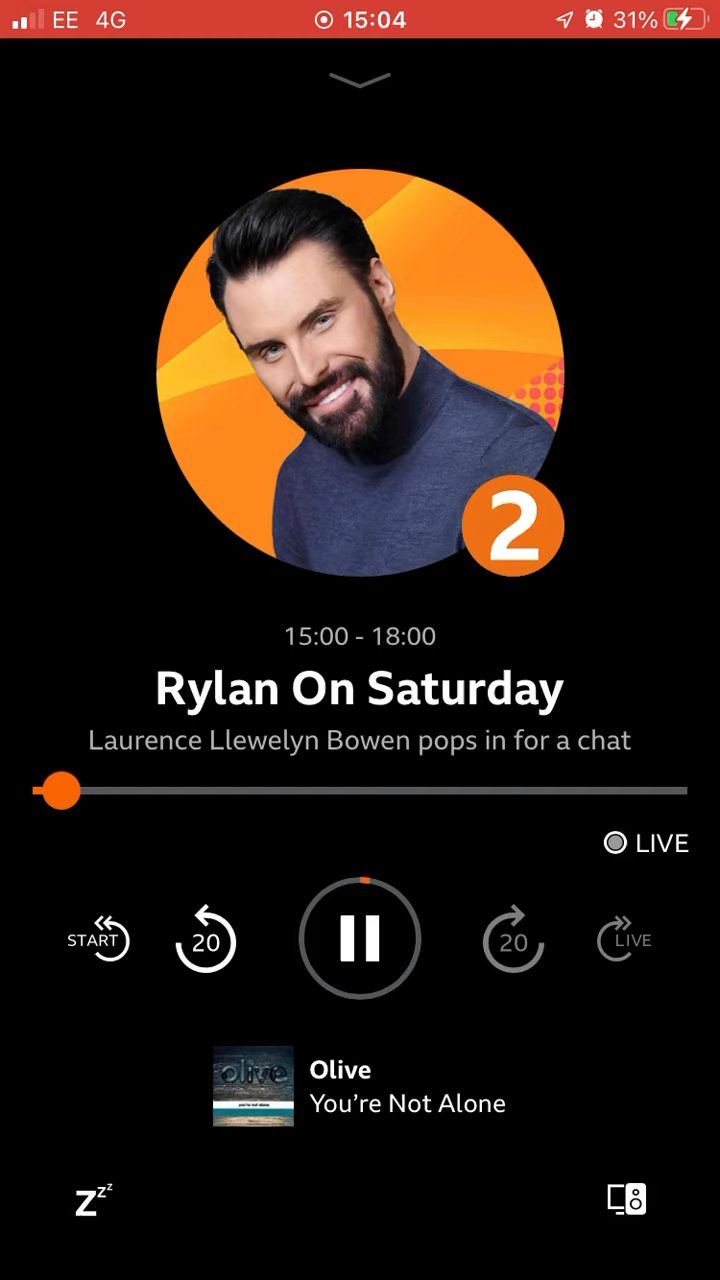 EE 4G 15:04 31%
2
15:00 - 18:00
Rylan On Saturday
Laurence Llewelyn Bowen pops in for a chat
LIVE
START 20 20 LIVE
olive
you're not alone
Olive
You’re Not Alone
Zzz